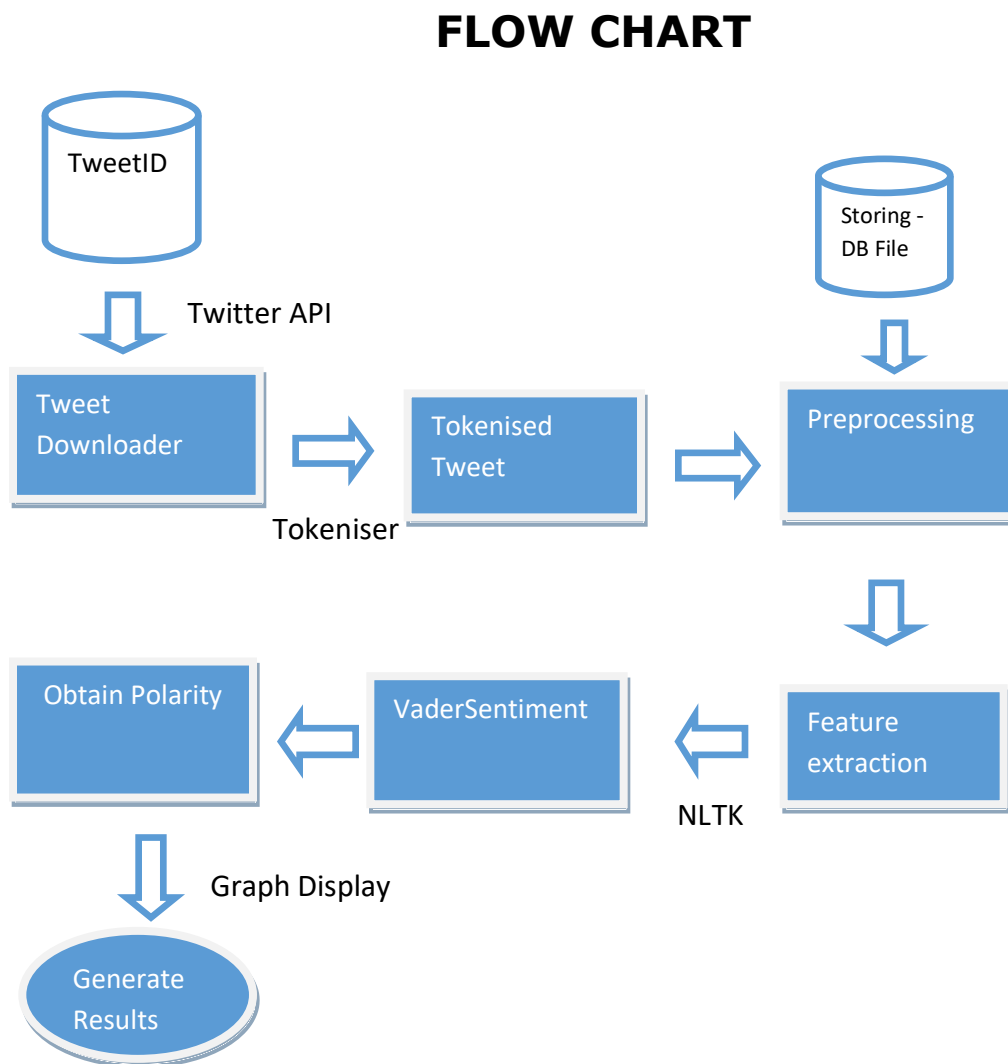 FLOW CHART
TweetID
Storing -
DB File
Twitter API
Tweet
Downloader
Tokeniser
Tokenised
Tweet
Preprocessing
Feature
extraction
NLTK
VaderSentiment
Obtain Polarity
Graph Display
Generate
Results